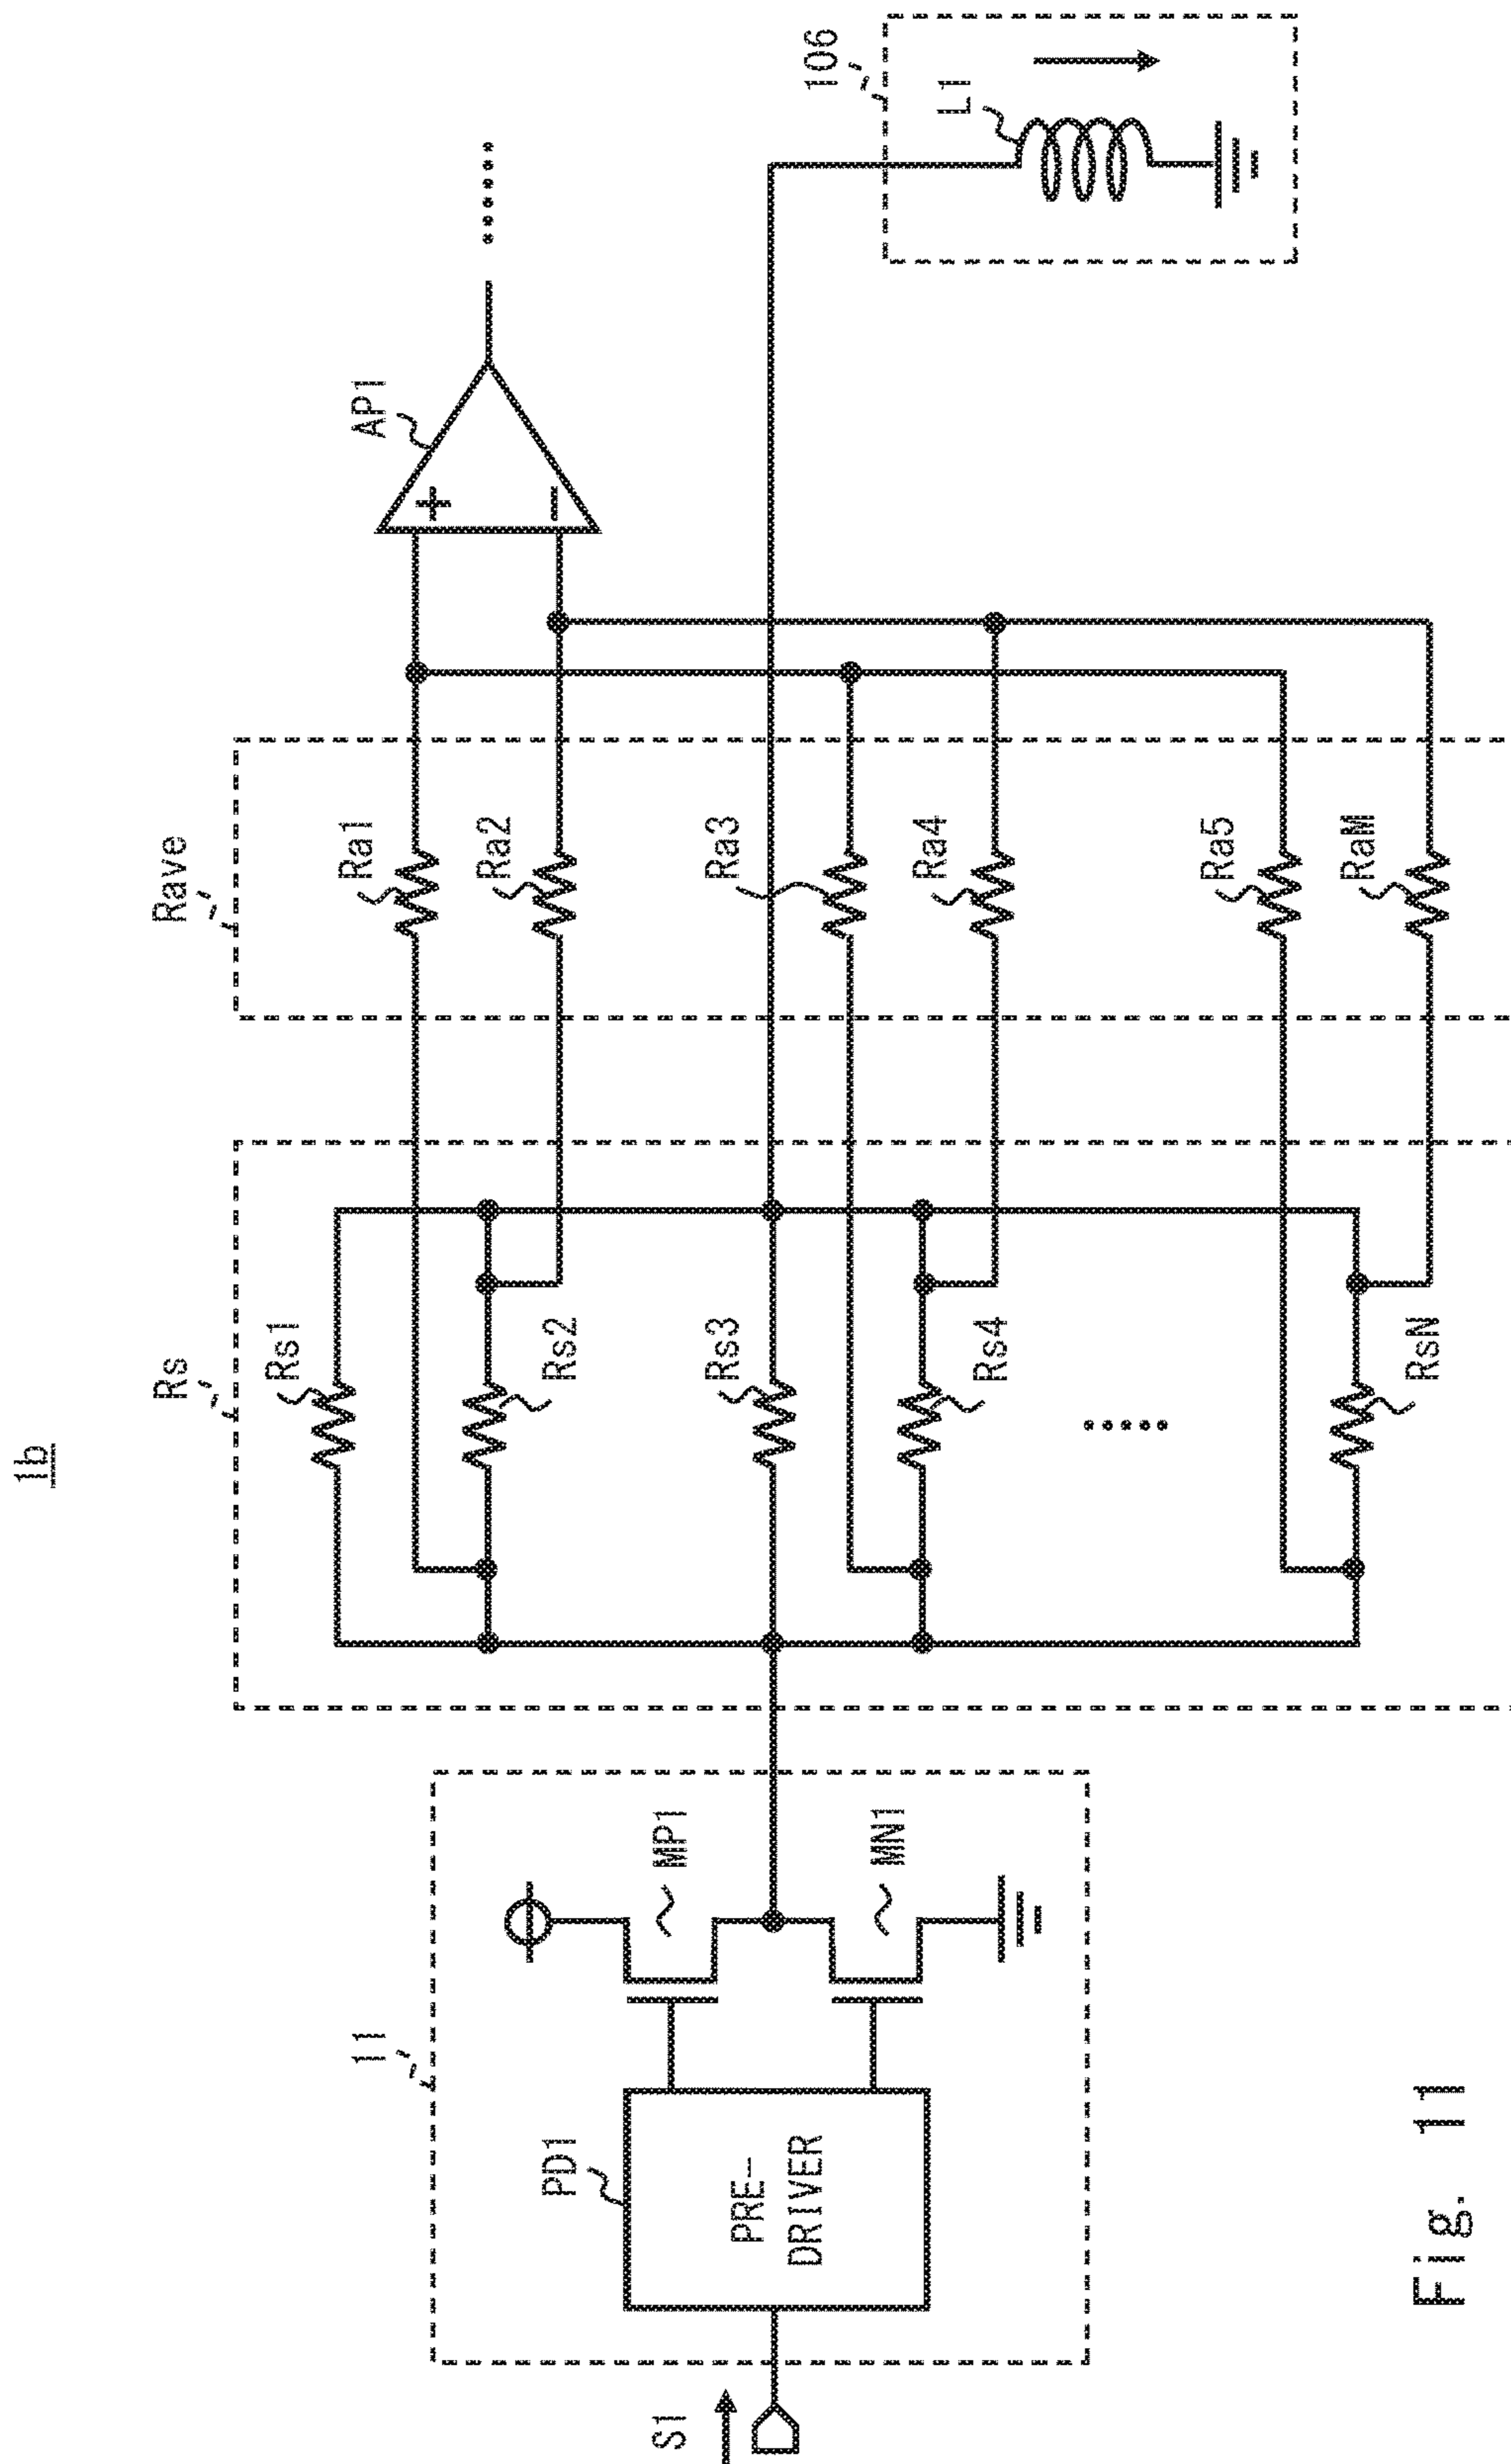 1b
Rs
Rave
Rs1
Ra1
AP1
+
−
11
Rs2
Ra2
PD1
MP1
PRE-
DRIVER
S1
Rs3
Ra3
106
L1
MN1
Rs4
Ra4
.....
.....
Ra5
RsN
RaM
Fig. 11